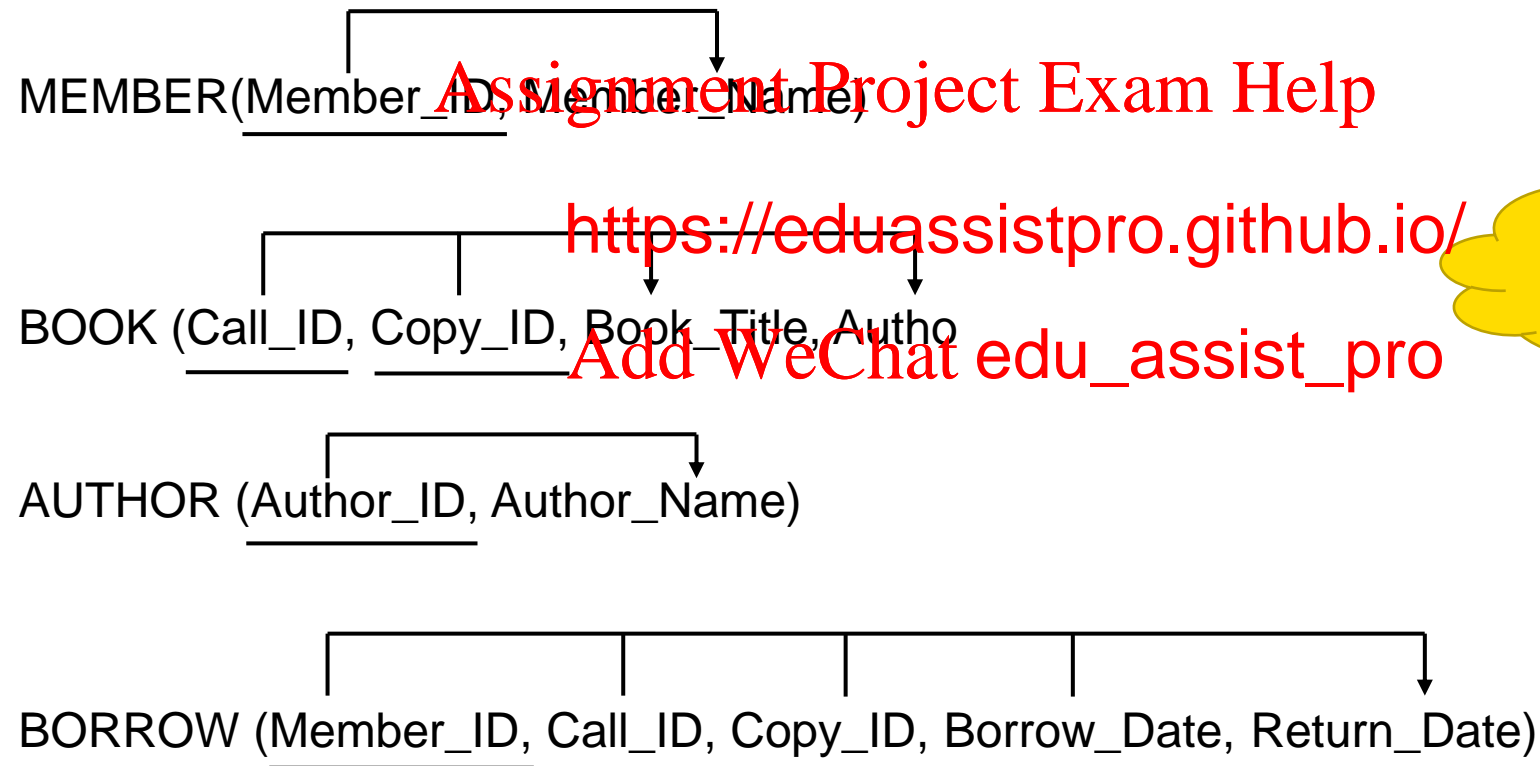 MEMBER(Member_ID, Member_Name)
Assignment Project Exam Help
https://eduassistpro.github.io/
BOOK (Call_ID, Copy_ID, Book_Title, Autho
Add WeChat edu_assist_pro
AUTHOR (Author_ID, Author_Name)
BORROW (Member_ID, Call_ID, Copy_ID, Borrow_Date, Return_Date)